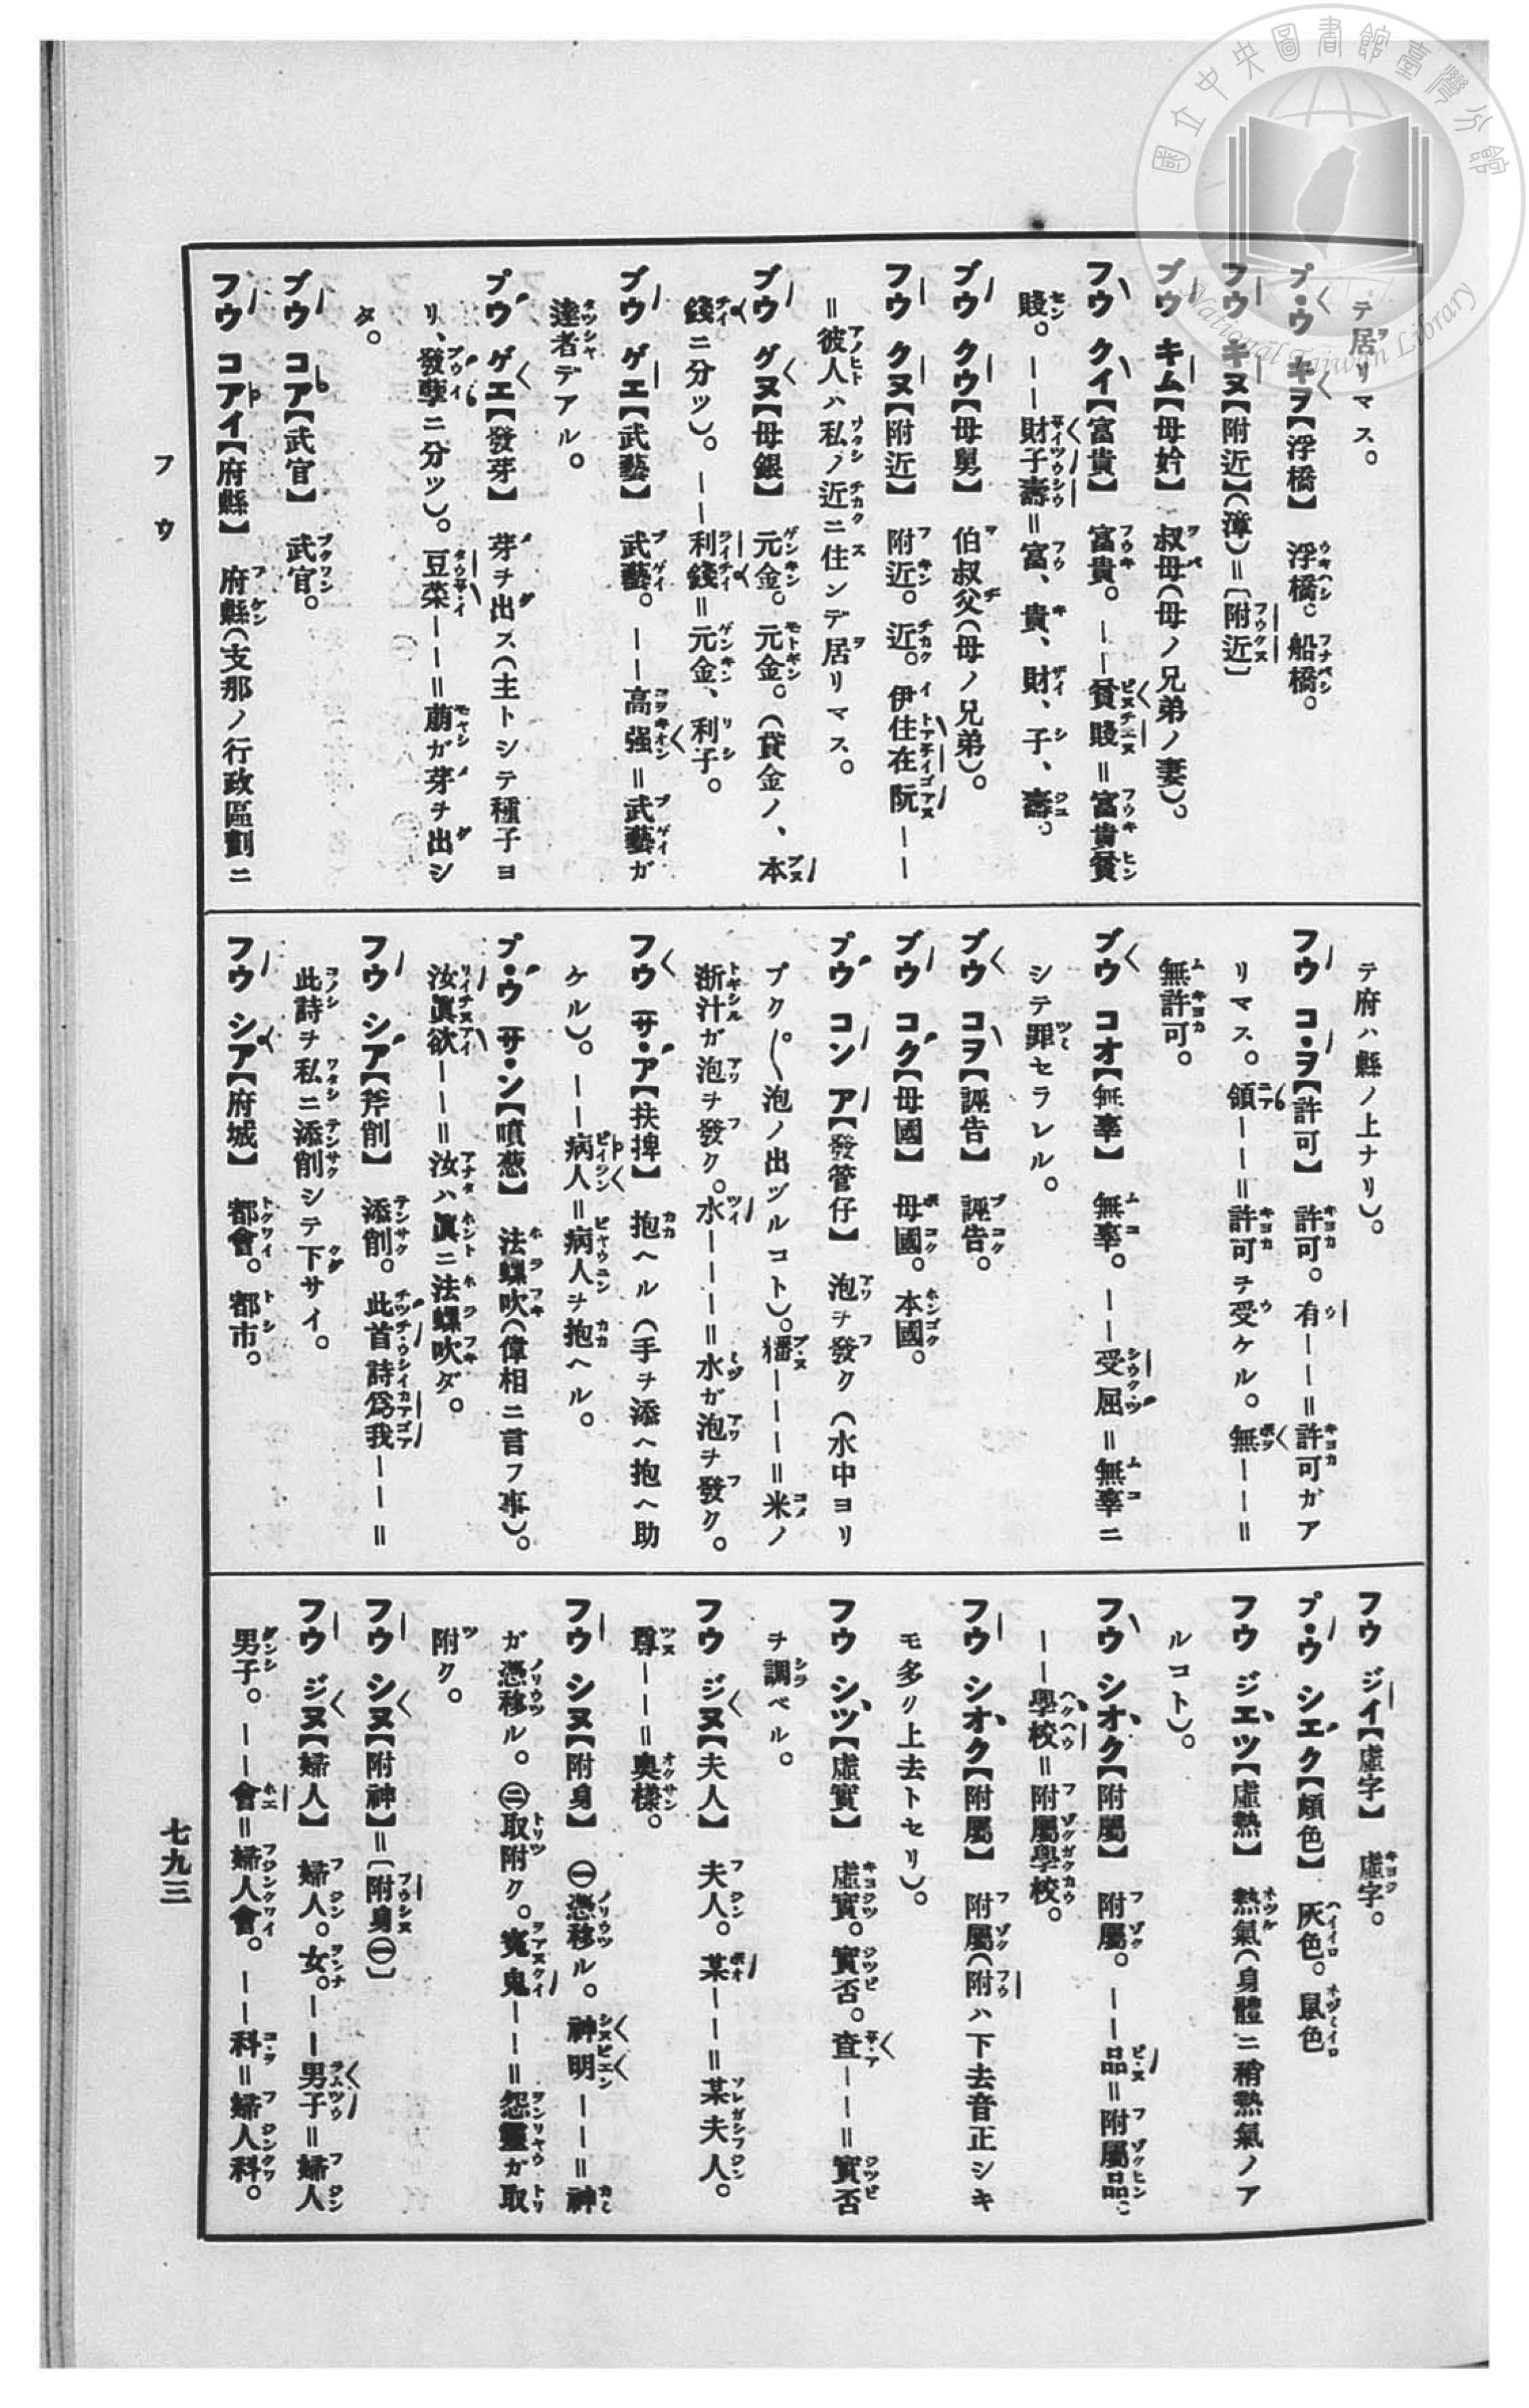 國立中央圖書館臺灣分館
National Taiwan Library
テ居リマス。
プ・ウ キヲ【浮橋】 浮橋。船橋。
フウ キヌ【附近】(漳)=〔附近〕
ブウ キム【母妗】 叔母(母ノ兄弟ノ妻)。
フウ クイ【富貴】 富貴。——貧賤=富貴貧
賤。——財子壽=富、貴、財、子、壽。
ブウ クウ【母舅】 伯叔父(母ノ兄弟)。
フウ クヌ【附近】 附近。近。伊住在阮——
=彼人ハ私ノ近ニ住ンデ居リマス。
ブウ グヌ【母銀】 元金。元金。(貸金ノ、本
錢ニ分ツ)。——利錢=元金、利子。
ブウ ゲエ【武藝】 武藝。——高强=武藝ガ
達者デアル。
プウ ゲエ【發芽】 芽ヲ出ス(主トシテ種子ヨ
リ、發孽ニ分ツ)。豆菜——=萠ガ芽ヲ出シ
タ。
ブウ コア【武官】 武官。
フウ コアイ【府縣】 府縣(支那ノ行政區劃ニ
テ府ハ縣ノ上ナリ)。
フウ コ・ヲ【許可】 許可。有——=許可ガア
リマス。領——=許可ヲ受ケル。無——=
無許可。
ブウ コオ【無辜】 無辜。——受屈=無辜ニ
シテ罪セラレル。
ブウ コヲ【誣告】 誣告。
ブウ コク【母國】 母國。本國。
プウ コン ア【發管仔】 泡ヲ發ク(水中ヨリ
ブク〱泡ノ出ヅルコト)。繙———=米ノ
淅汁ガ泡ヲ發ク。水———=水ガ泡ヲ發ク。
フウ サ・ア【扶捭】 抱ヘル(手ヲ添ヘ抱ヘ助
ケル)。——病人=病人ヲ抱ヘル。
プ・ウ サ・ン【噴葱】 法螺吹(偉相ニ言フ事)。
汝眞欲——=汝ハ眞ニ法螺吹ダ。
フウ シア【斧削】 添削。此首詩爲我——=
此詩ヲ私ニ添削シテ下サイ。
フウ シア【府城】 都會。都市。
フウ ジイ【虛字】 虛字。
プ・ウ シエク【殕色】 灰色。鼠色
フウ ジエツ【虛熱】 熱氣(身體ニ稍熱氣ノア
ルコト)。
フウ シオク【附屬】 附屬。——品=附屬品。
——學校=附屬學校。
フウ シオク【附屬】 附屬(附ハ下去音正シキ
モ多ク上去トセリ)。
フウ シツ【虛實】 虛實。實否。査——=實否
ヲ調ベル。
フウ ジヌ【夫人】 夫人。某——=某夫人。
尊——=奧樣。
フウ シヌ【附身】 ㊀憑移ル。神明——=神
ガ憑移ル。㊁取附ク。寃鬼——=怨靈ガ取
附ク。
フウ シヌ【附神】=〔附身㊀〕
フウ ジヌ【婦人】 婦人。女。——男子=婦人
男子。——會=婦人會。——科=婦人科。
フウ
七九三